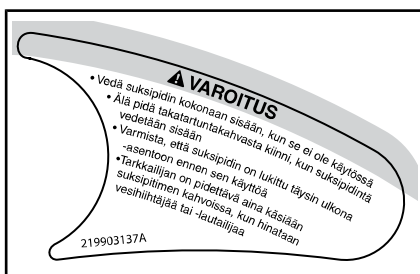 ⚠ VAROITUS
• Vedä suksipidin kokonaan sisään, kun se ei ole käytössä
• Älä pidä takatartuntakahvasta kiinni, kun suksipidintä
vedetään sisään
• Varmista, että suksipidin on lukittu täysin ulkona
-asentoon ennen sen käyttöä
•Tarkkailijan on pidettävä aina käsiään
suksipitimen kahvoissa, kun hinataan
vesihiihtäjää tai -lautailijaa
219903137A